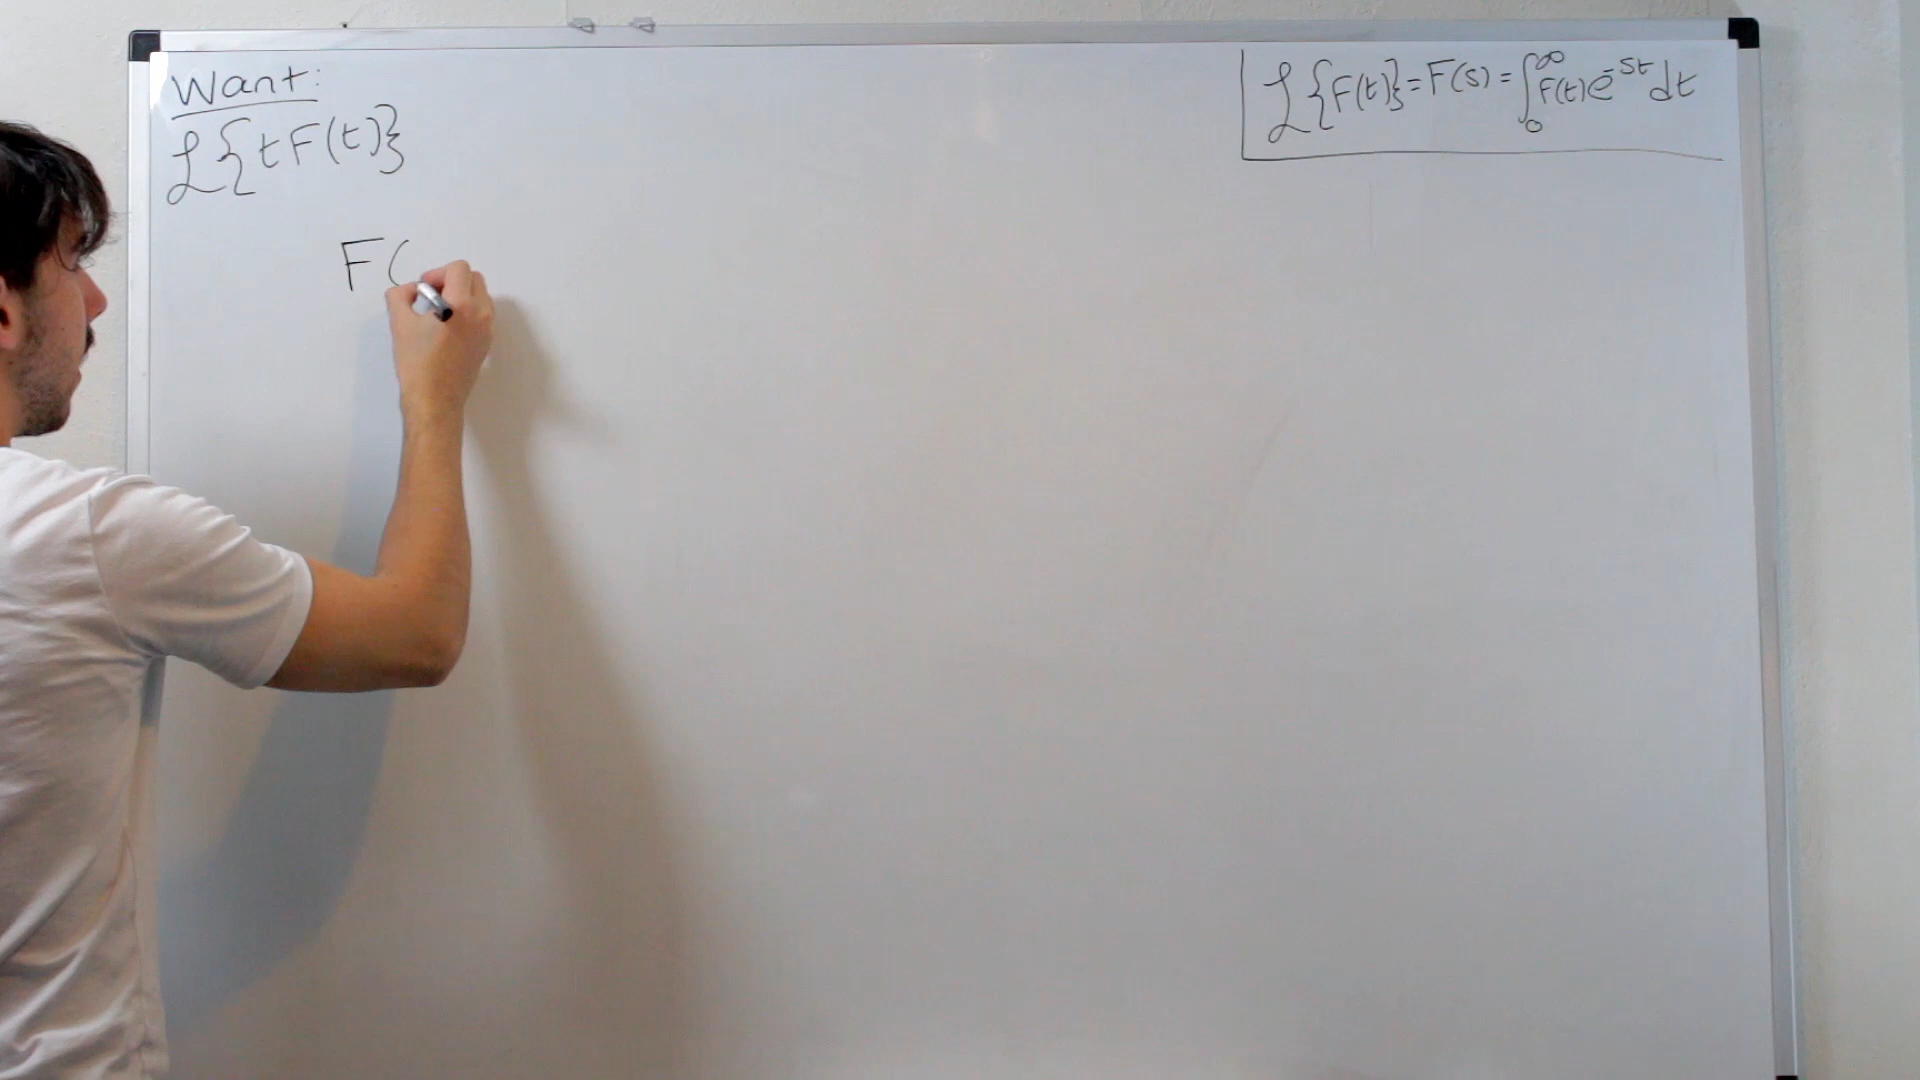 Want:
ℒ{tF(t)}
ℒ{F(t)} = F(s) = ∫₀^∞ F(t)e^-st dt
F(